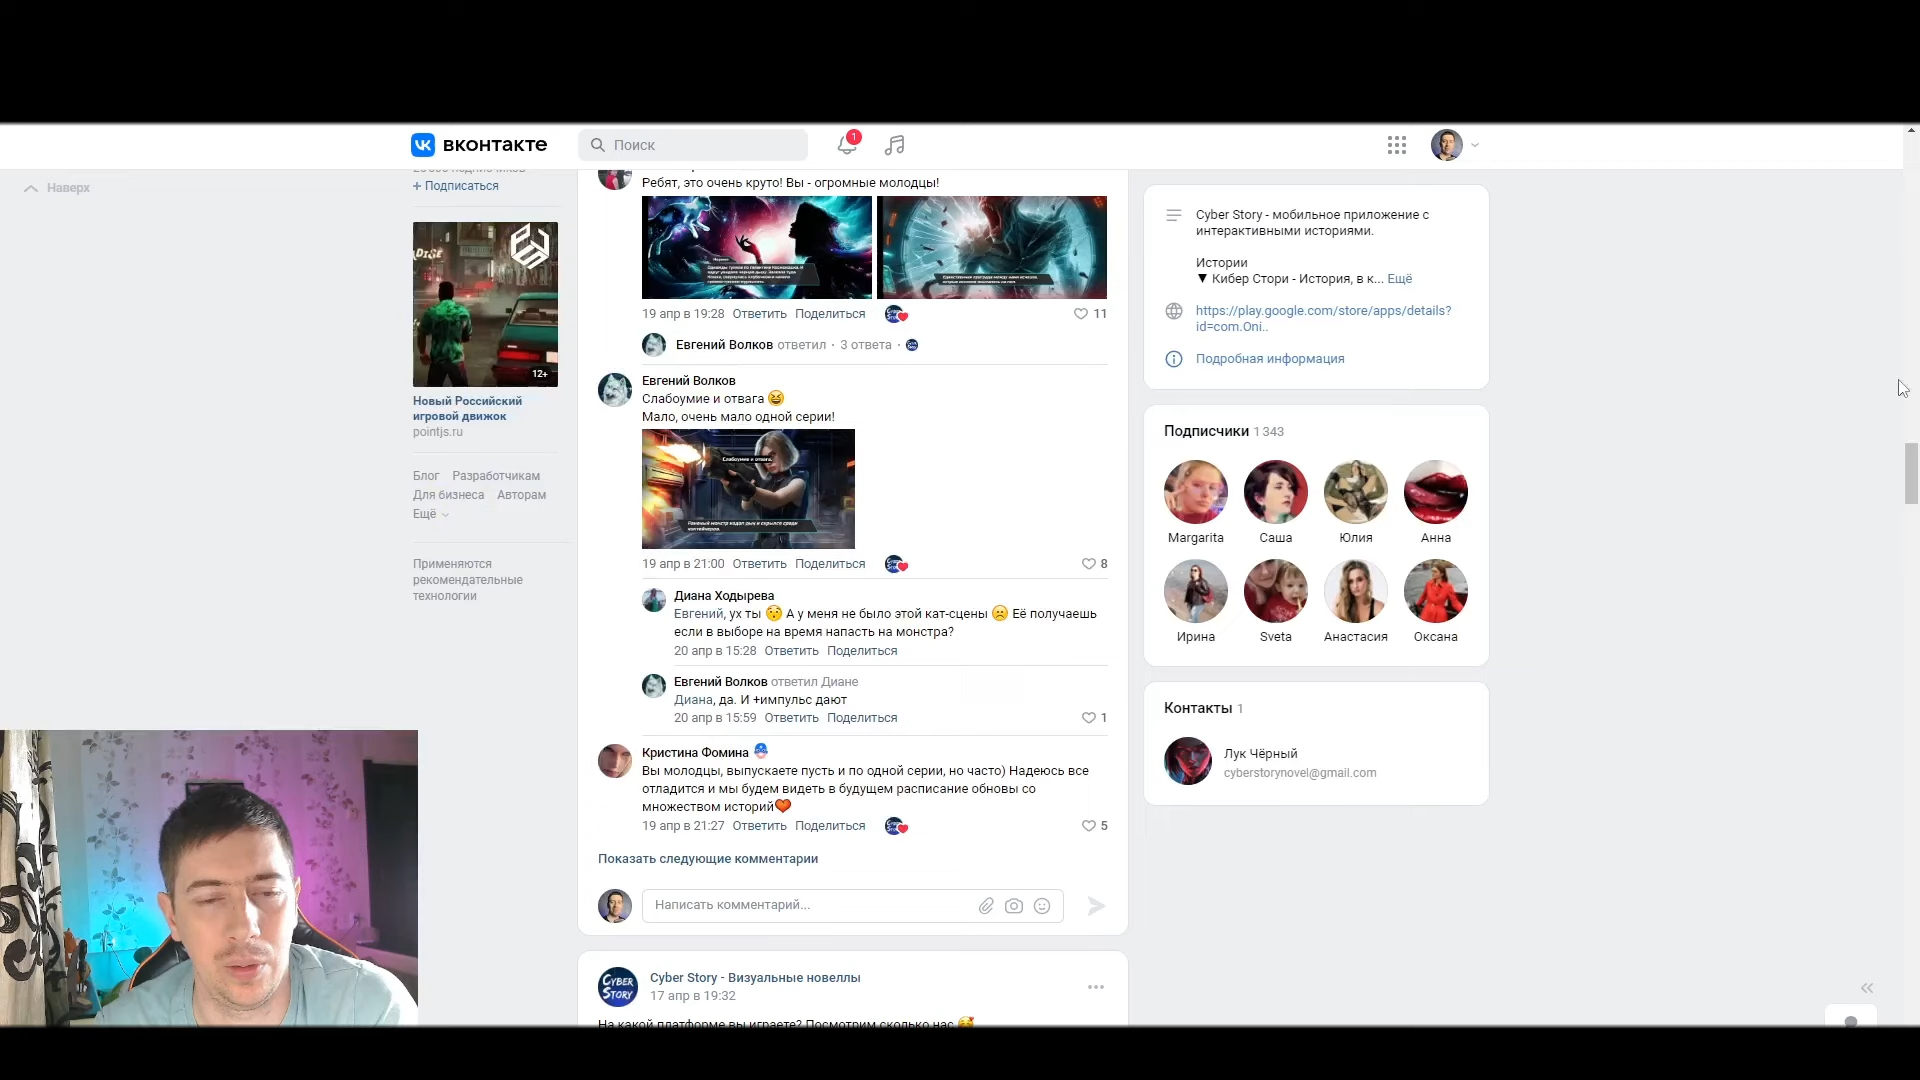 вконтакте
Поиск
1
Наверх
+ Подписаться
12+
Новый Российский
игровой движок
pointjs.ru
Блог Разработчикам
Для бизнеса Авторам
Ещё
Применяются
рекомендательные
технологии
Ребят, это очень круто! Вы - огромные молодцы!
19 апр в 19:28 Ответить Поделиться
11
Евгений Волков ответил · 3 ответа ·
Евгений Волков
Слабоумие и отвага 😆
Мало, очень мало одной серии!
Слабоумие и отвага.
19 апр в 21:00 Ответить Поделиться
8
Диана Ходырева
Евгений, ух ты 😯 А у меня не было этой кат-сцены ☹️ Её получаешь
если в выборе на время напасть на монстра?
20 апр в 15:28 Ответить Поделиться
Евгений Волков ответил Диане
Диана, да. И +импульс дают
20 апр в 15:59 Ответить Поделиться
1
Кристина Фомина
Вы молодцы, выпускаете пусть и по одной серии, но часто) Надеюсь все
отладится и мы будем видеть в будущем расписание обновы со
множеством историй❤️
19 апр в 21:27 Ответить Поделиться
5
Показать следующие комментарии
Написать комментарий...
CYBER
STORY
Cyber Story - Визуальные новеллы
17 апр в 19:32
На какой платформе вы играете? Посмотрим сколько нас 🥰
Cyber Story - мобильное приложение с
интерактивными историями.
Истории
▼ Кибер Стори - История, в к... Ещё
https://play.google.com/store/apps/details?
id=com.Oni..
Подробная информация
Подписчики 1 343
Margarita Саша Юлия Анна
Ирина Sveta Анастасия Оксана
Контакты 1
Лук Чёрный
cyberstorynovel@gmail.com